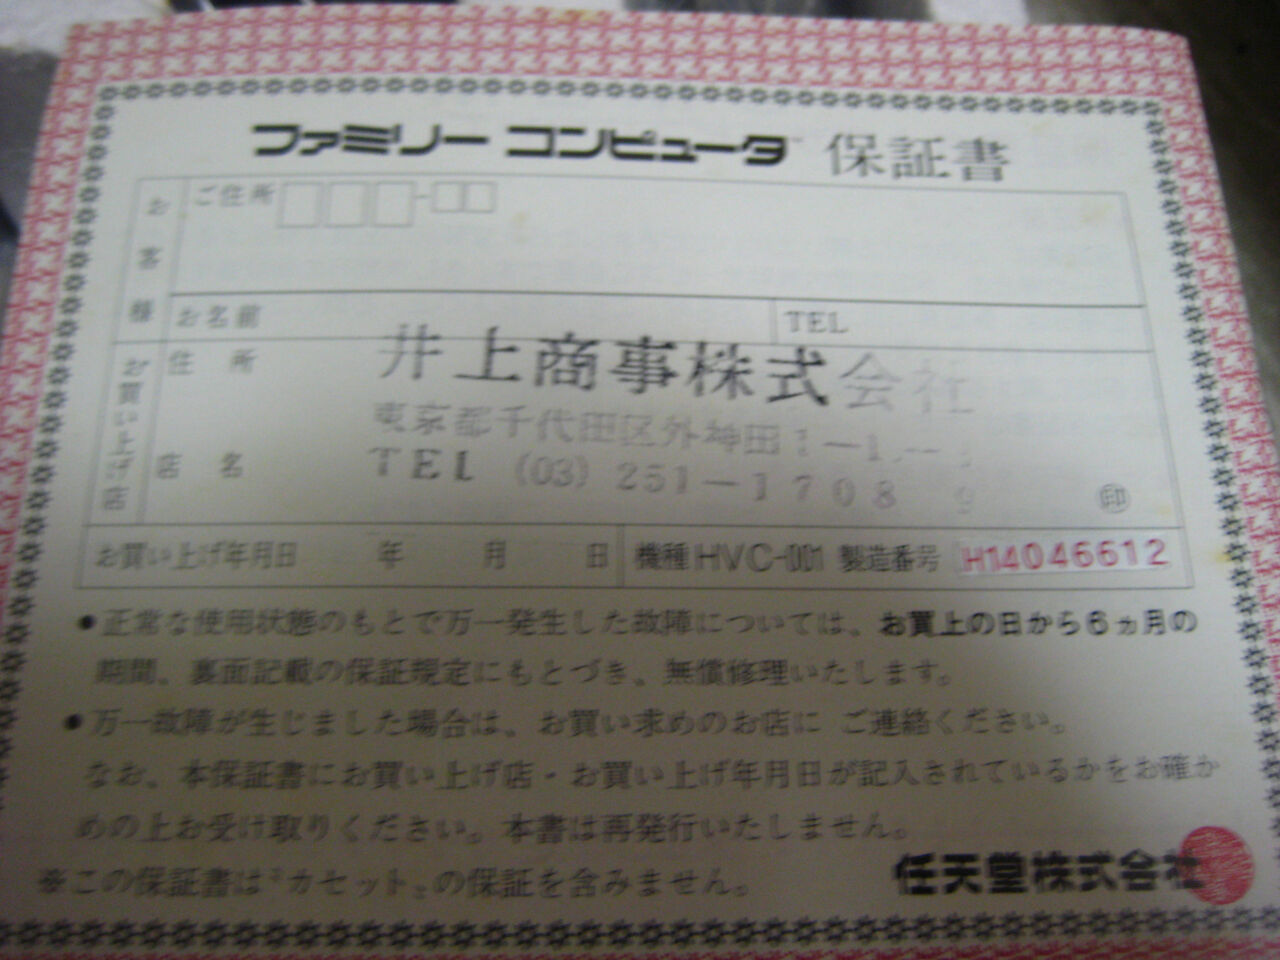 ファミリー コンピュータ™ 保証書
お客様
ご住所
お名前
TEL
お買い上げ店
住所
井上商事株式会社
東京都千代田区外神田1-1
TEL (03) 251-1708
店名
印
お買い上げ年月日 年 月 日 機種 HVC-001 製造番号 H14046612
●正常な使用状態のもとで万一発生した故障については、お買上の日から6ヵ月の
期間、裏面記載の保証規定にもとづき、無償修理いたします。
●万一故障が生じました場合は、お買い求めのお店に ご連絡ください。
なお、本保証書にお買い上げ店・お買い上げ年月日が記入されているかをお確か
めの上お受け取りください。本書は再発行いたしません。
※この保証書は〝カセット〟の保証を含みません。
任天堂株式会社